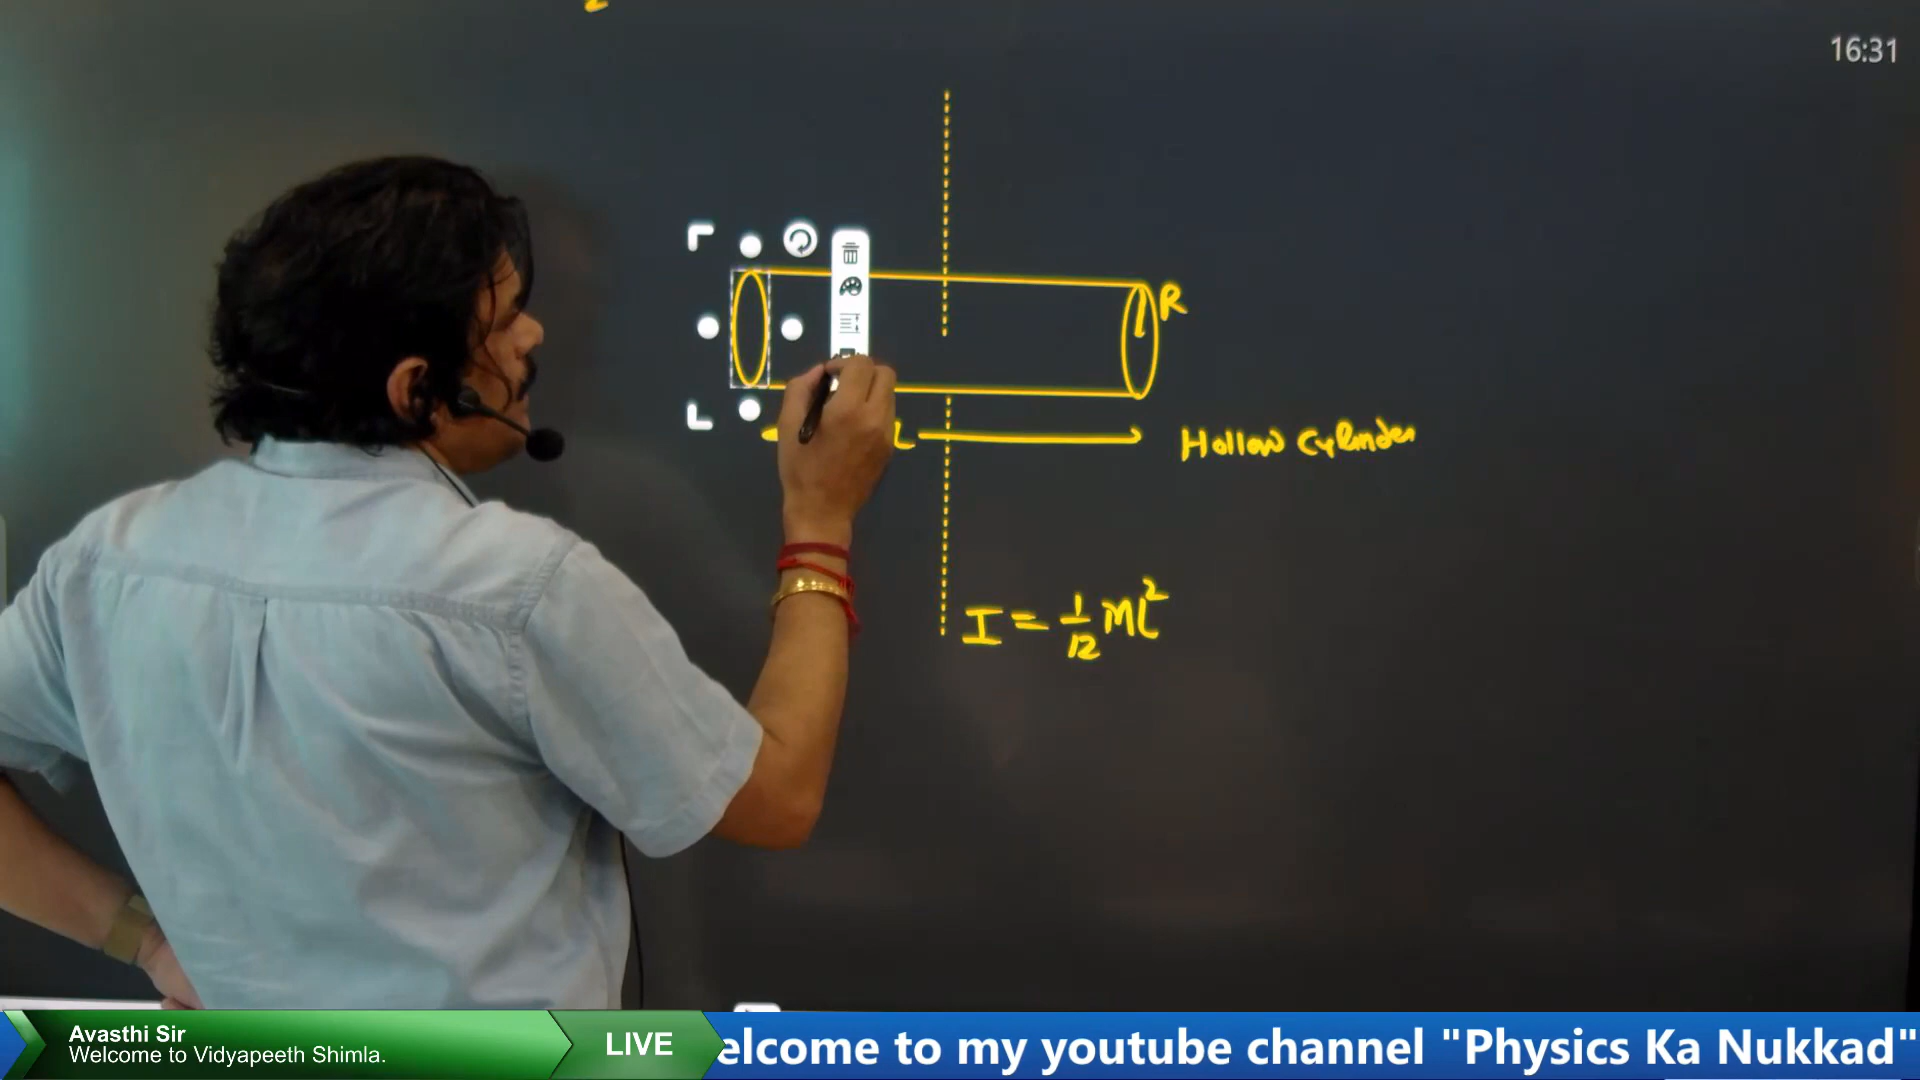 2
16:31
R
L
Hollow Cylinder
I = 1/12 ML²
Avasthi Sir
Welcome to Vidyapeeth Shimla.
LIVE
elcome to my youtube channel "Physics Ka Nukkad"